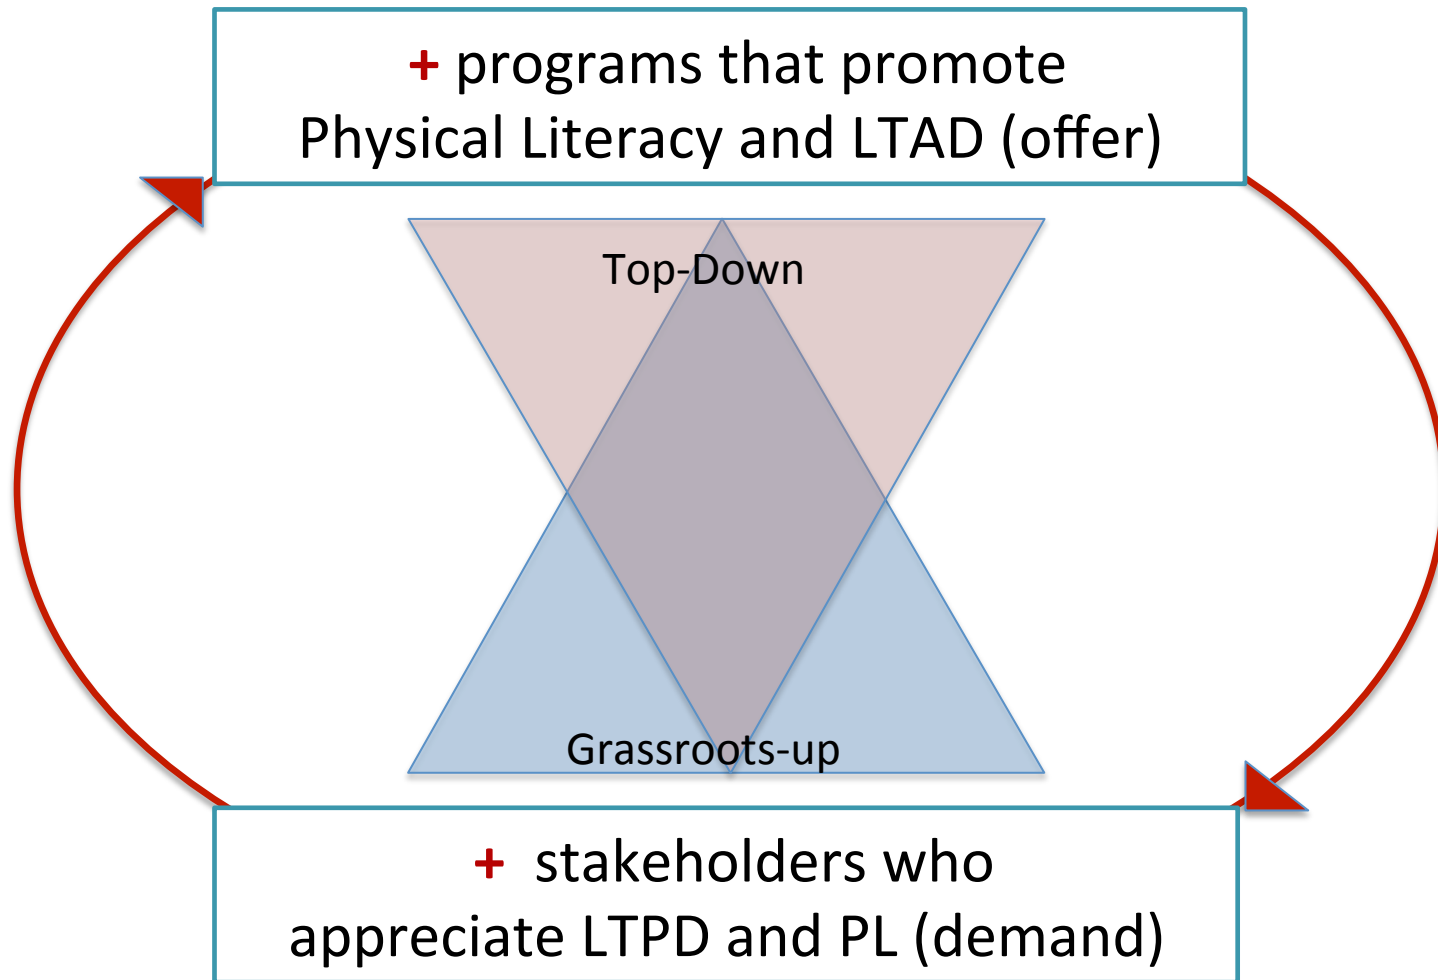 + programs that promote
Physical Literacy and LTAD (offer)
Top-Down
Grassroots-up
+ stakeholders who
appreciate LTPD and PL (demand)